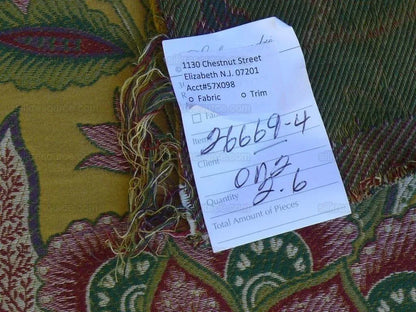 1130 Chestnut Street
Elizabeth N.J. 07201
Acct#57X098
Fabric Trim
Item 26669-4
Client
Quantity 2.6
Total Amount of Pieces